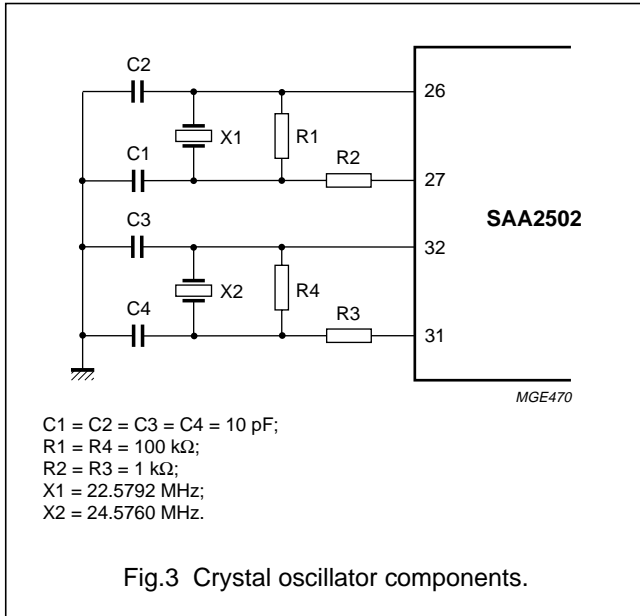 C2
26
X1
R1
C1
R2
27
SAA2502
C3
32
X2
R4
C4
R3
31
MGE470
C1 = C2 = C3 = C4 = 10 pF;
R1 = R4 = 100 kΩ;
R2 = R3 = 1 kΩ;
X1 = 22.5792 MHz;
X2 = 24.5760 MHz.
Fig.3 Crystal oscillator components.